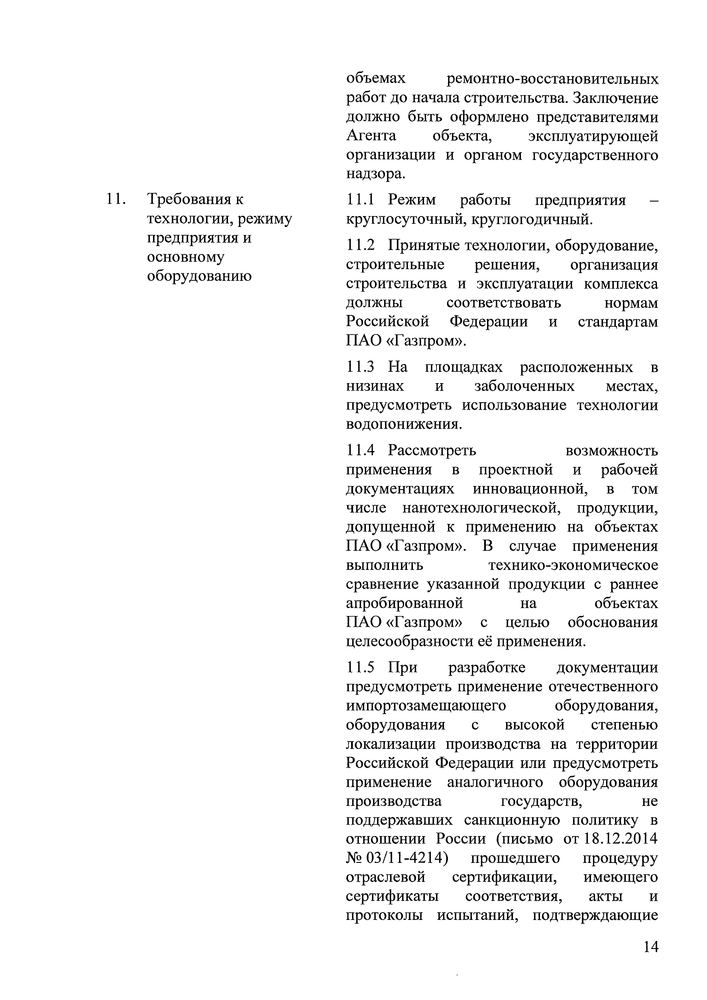 объемах ремонтно-восстановительных
работ до начала строительства. Заключение
должно быть оформлено представителями
Агента объекта, эксплуатирующей
организации и органом государственного
надзора.
11. Требования к
технологии, режиму
предприятия и
основному
оборудованию
11.1 Режим работы предприятия –
круглосуточный, круглогодичный.
11.2 Принятые технологии, оборудование,
строительные решения, организация
строительства и эксплуатации комплекса
должны соответствовать нормам
Российской Федерации и стандартам
ПАО «Газпром».
11.3 На площадках расположенных в
низинах и заболоченных местах,
предусмотреть использование технологии
водопонижения.
11.4 Рассмотреть возможность
применения в проектной и рабочей
документациях инновационной, в том
числе нанотехнологической, продукции,
допущенной к применению на объектах
ПАО «Газпром». В случае применения
выполнить технико-экономическое
сравнение указанной продукции с раннее
апробированной на объектах
ПАО «Газпром» с целью обоснования
целесообразности её применения.
11.5 При разработке документации
предусмотреть применение отечественного
импортозамещающего оборудования,
оборудования с высокой степенью
локализации производства на территории
Российской Федерации или предусмотреть
применение аналогичного оборудования
производства государств, не
поддержавших санкционную политику в
отношении России (письмо от 18.12.2014
№ 03/11-4214) прошедшего процедуру
отраслевой сертификации, имеющего
сертификаты соответствия, акты и
протоколы испытаний, подтверждающие
14